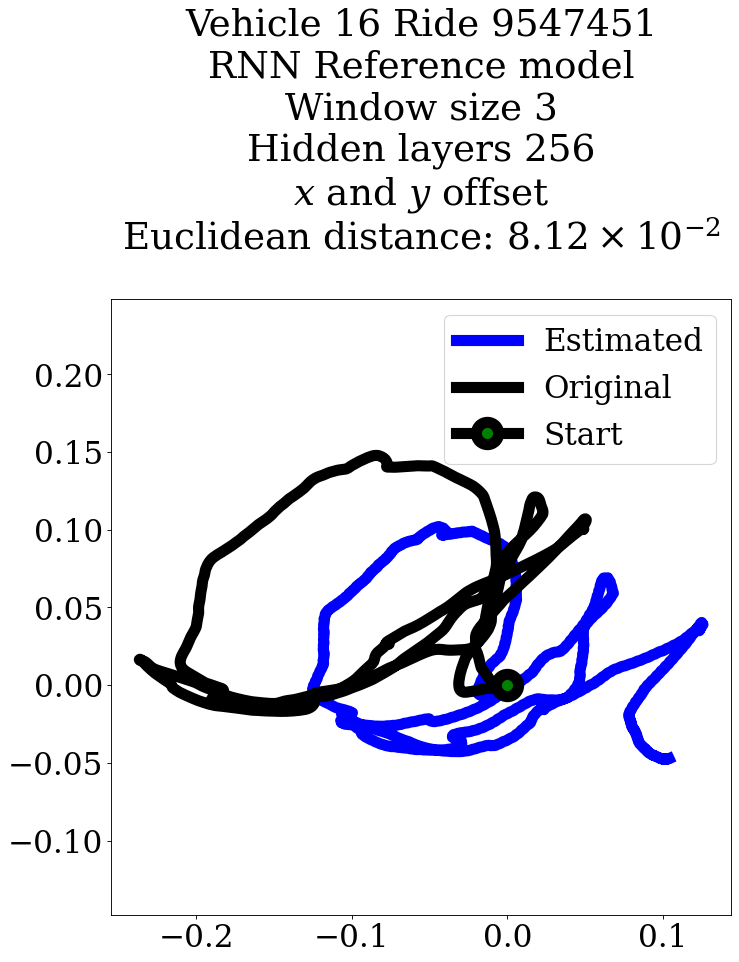 Vehicle 16 Ride 9547451
RNN Reference model
Window size 3
Hidden layers 256
x and y offset
Euclidean distance: 8.12 × 10⁻²
Estimated
Original
Start
0.20
0.15
0.10
0.05
0.00
−0.05
−0.10
−0.2
−0.1
0.0
0.1